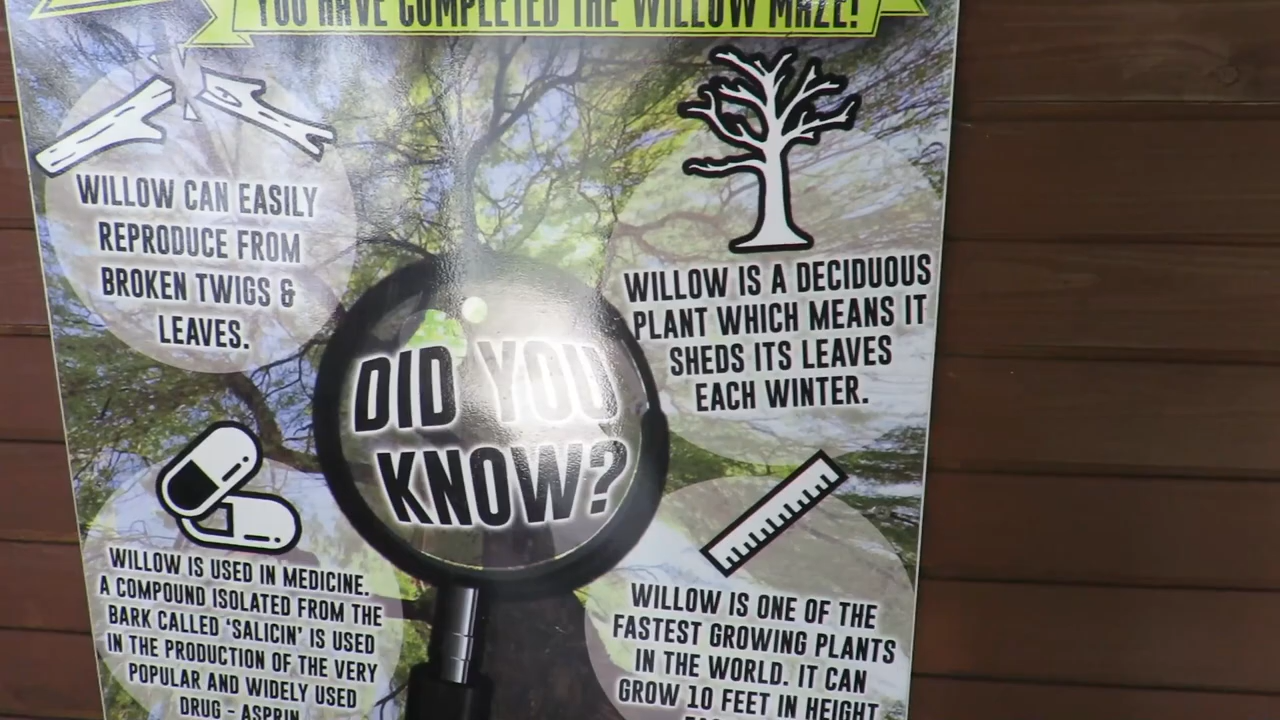 YOU HAVE COMPLETED THE WILLOW MAZE!
WILLOW CAN EASILY
REPRODUCE FROM
BROKEN TWIGS &
LEAVES.
WILLOW IS A DECIDUOUS
PLANT WHICH MEANS IT
SHEDS ITS LEAVES
EACH WINTER.
DID YOU
KNOW?
WILLOW IS USED IN MEDICINE.
A COMPOUND ISOLATED FROM THE
BARK CALLED ‘SALICIN’ IS USED
IN THE PRODUCTION OF THE VERY
POPULAR AND WIDELY USED
DRUG - ASPRIN
WILLOW IS ONE OF THE
FASTEST GROWING PLANTS
IN THE WORLD. IT CAN
GROW 10 FEET IN HEIGHT